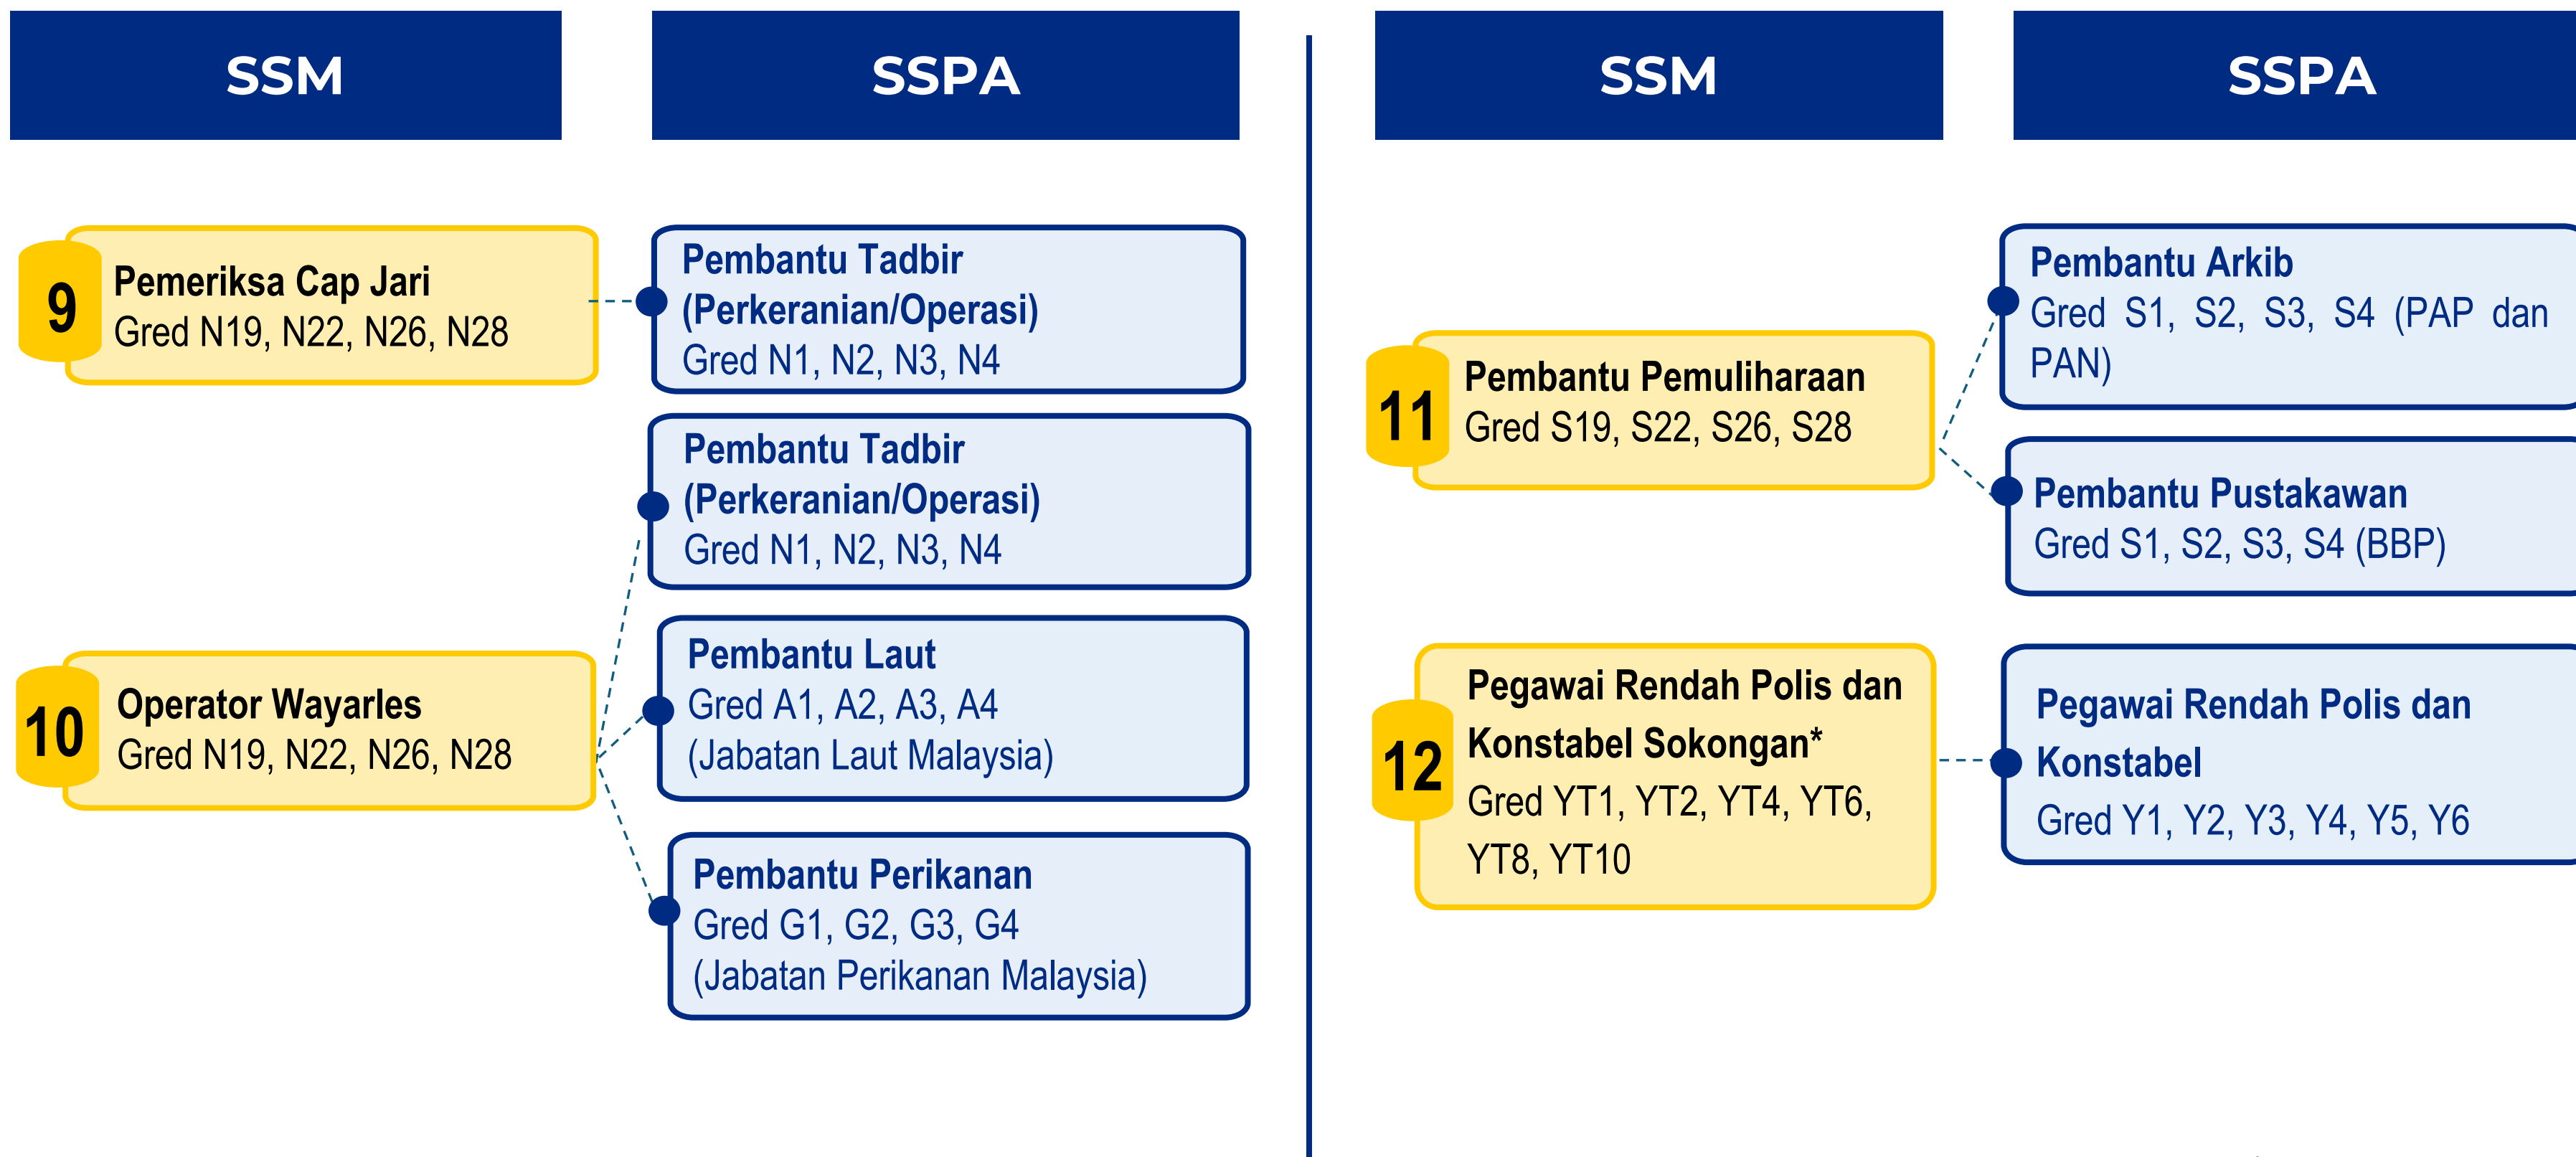 SSM
SSPA
9
Pemeriksa Cap Jari
Gred N19, N22, N26, N28
Pembantu Tadbir
(Perkeranian/Operasi)
Gred N1, N2, N3, N4
10
Operator Wayarles
Gred N19, N22, N26, N28
Pembantu Tadbir
(Perkeranian/Operasi)
Gred N1, N2, N3, N4
Pembantu Laut
Gred A1, A2, A3, A4
(Jabatan Laut Malaysia)
Pembantu Perikanan
Gred G1, G2, G3, G4
(Jabatan Perikanan Malaysia)
SSM
SSPA
11
Pembantu Pemuliharaan
Gred S19, S22, S26, S28
Pembantu Arkib
Gred S1, S2, S3, S4 (PAP dan
PAN)
Pembantu Pustakawan
Gred S1, S2, S3, S4 (BBP)
12
Pegawai Rendah Polis dan
Konstabel Sokongan*
Gred YT1, YT2, YT4, YT6,
YT8, YT10
Pegawai Rendah Polis dan
Konstabel
Gred Y1, Y2, Y3, Y4, Y5, Y6